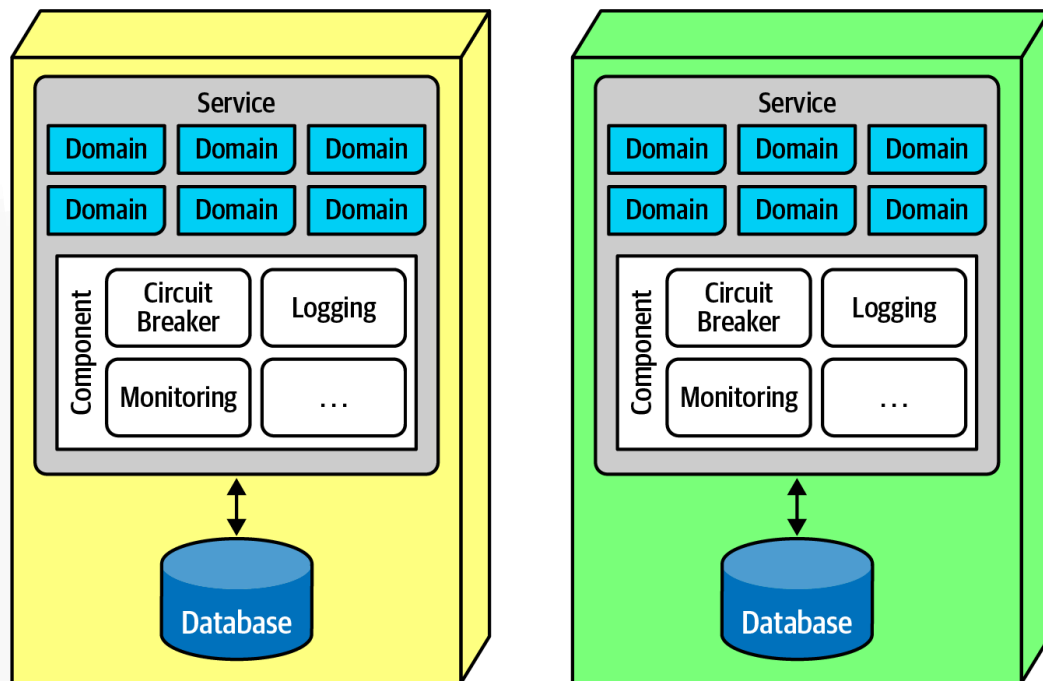 Service
Domain Domain Domain
Domain Domain Domain
Component
Circuit
Breaker
Logging
Monitoring
...
Database
Service
Domain Domain Domain
Domain Domain Domain
Component
Circuit
Breaker
Logging
Monitoring
...
Database